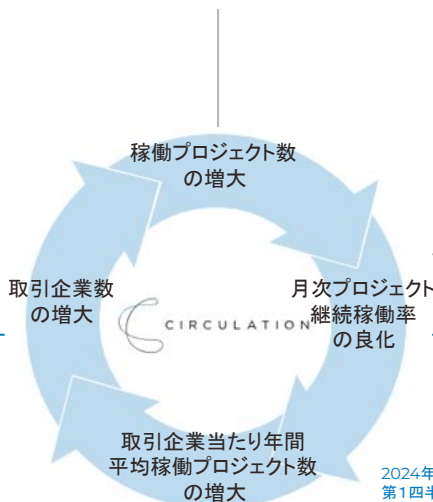 稼働プロジェクト数
の増大
取引企業数
の増大
CIRCULATION
月次プロジェクト
継続稼働率
の良化
取引企業当たり年間
平均稼働プロジェクト数
の増大
2024年
第1四半